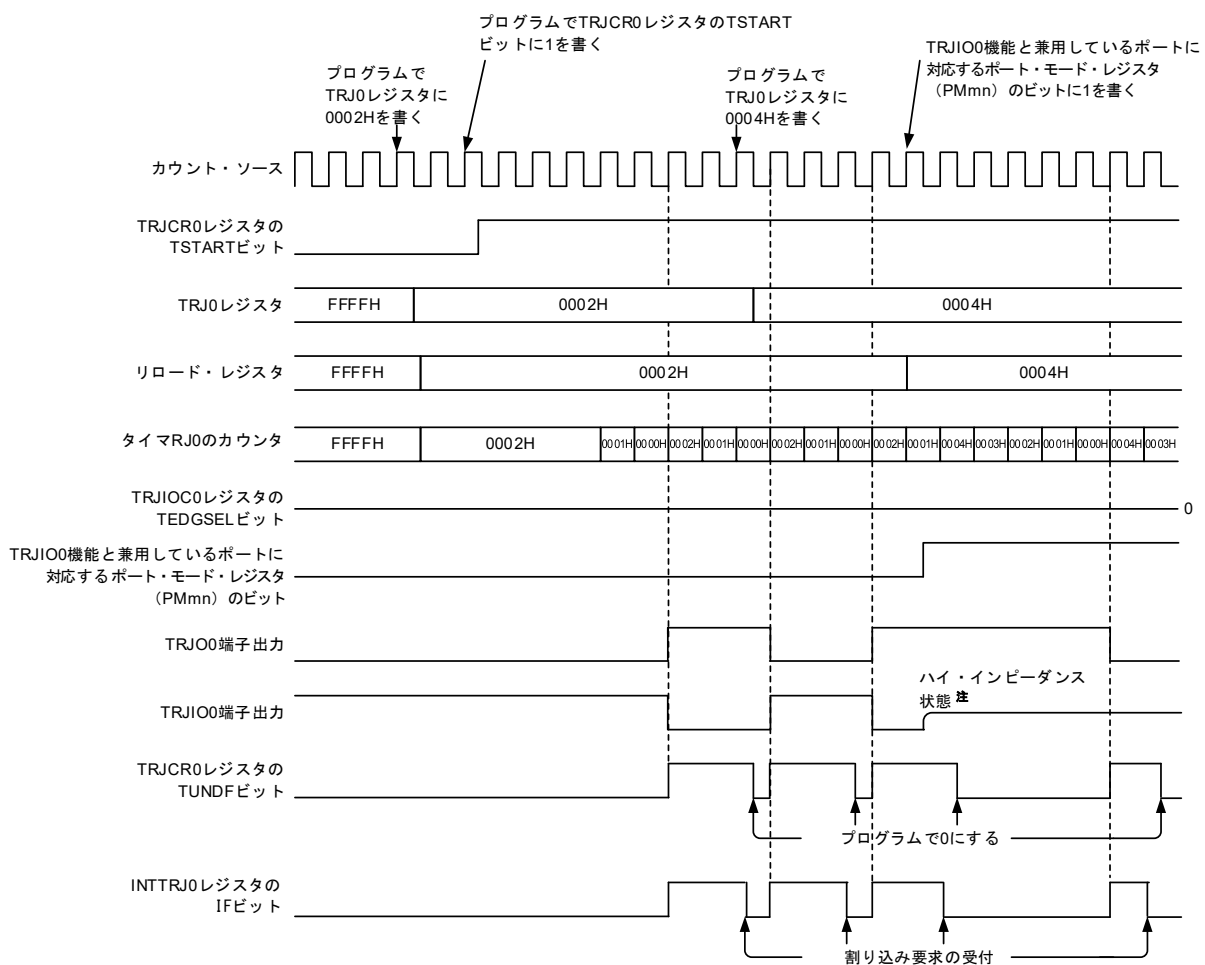 プログラムでTRJCR0レジスタのTSTART
ビットに1を書く
TRJIO0機能と兼用しているポートに
対応するポート・モード・レジスタ
（PMmn）のビットに1を書く
プログラムで
TRJ0レジスタに
0002Hを書く
プログラムで
TRJ0レジスタに
0004Hを書く
カウント・ソース
TRJCR0レジスタの
TSTARTビット
TRJ0レジスタ
FFFFH
0002H
0004H
リロード・レジスタ
FFFFH
0002H
0004H
タイマRJ0のカウンタ
FFFFH
0002H
0001H 0000H 0002H 0001H 0000H 0002H 0001H 0000H 0002H 0001H 0004H 0003H 0002H 0001H 0000H 0004H 0003H
TRJIOC0レジスタの
TEDGSELビット
0
TRJIO0機能と兼用しているポートに
対応するポート・モード・レジスタ
（PMmn）のビット
TRJO0端子出力
ハイ・インピーダンス
状態 注
TRJIO0端子出力
TRJCR0レジスタの
TUNDFビット
プログラムで0にする
INTTRJ0レジスタの
IFビット
割り込み要求の受付